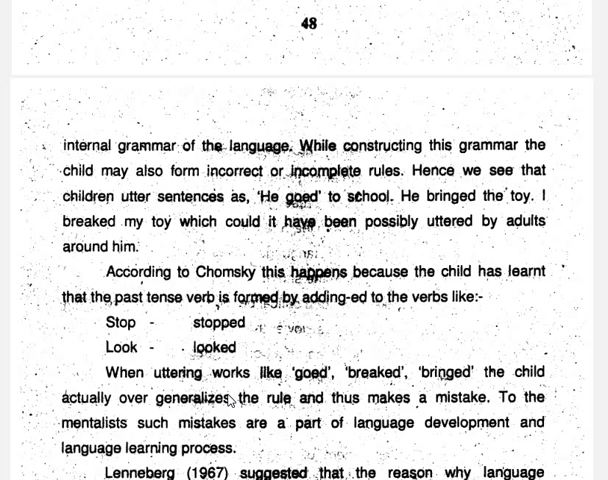 48
internal grammar of the language. While constructing this grammar the
child may also form incorrect or incomplete rules. Hence we see that
children utter sentences as, 'He goed' to school. He bringed the toy. I
breaked my toy which could it have been possibly uttered by adults
around him.
According to Chomsky this happens because the child has learnt
that the past tense verb is formed by adding-ed to the verbs like:-
Stop - stopped
Look - looked
When uttering works like 'goed', 'breaked', 'bringed' the child
actually over generalizes the rule and thus makes a mistake. To the
mentalists such mistakes are a part of language development and
language learning process.
Lenneberg (1967) suggested that the reason why language